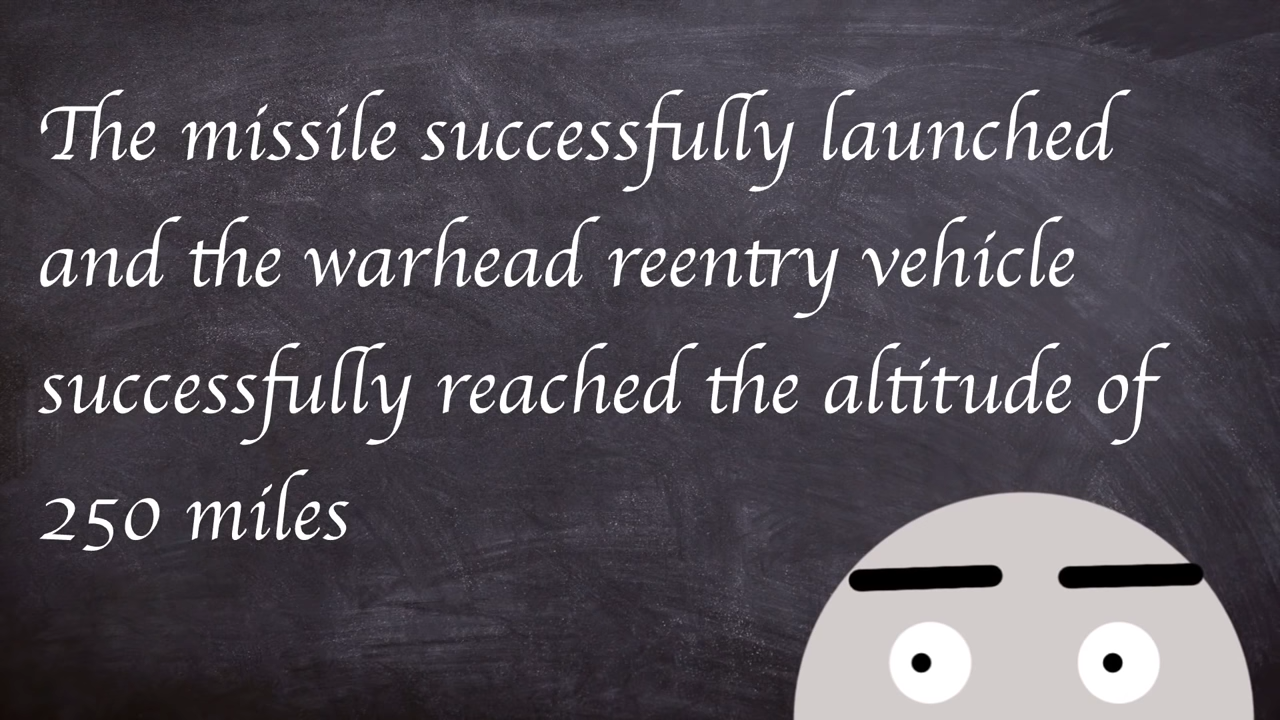 The missile successfully launched
and the warhead reentry vehicle
successfully reached the altitude of
250 miles